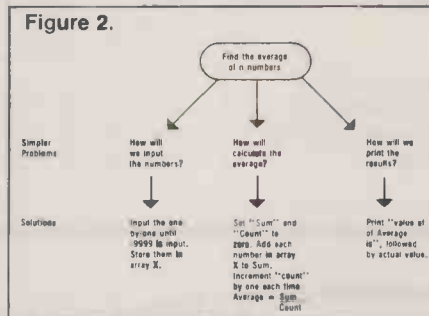 Figure 2.
Find the average
of n numbers
Simpler
Problems
How will
we input
the numbers?
How will
calculate the
average?
How will we
print the
results?
Solutions
Input the one
by-one until
-9999 is input.
Store them in
array X.
Set "Sum" and
"Count" to
zero. Add each
number in array
X to Sum,
Increment "count"
by one each time
Average = Sum
Count
Print "value of
of Average
is", followed
by actual value.